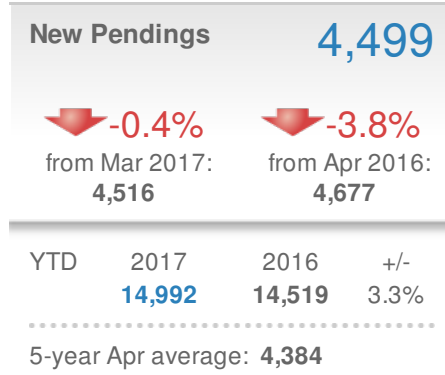 New Pendings 4,499
-0.4% -3.8%
from Mar 2017: from Apr 2016:
4,516 4,677
YTD 2017 2016 +/-
14,992 14,519 3.3%
5-year Apr average: 4,384